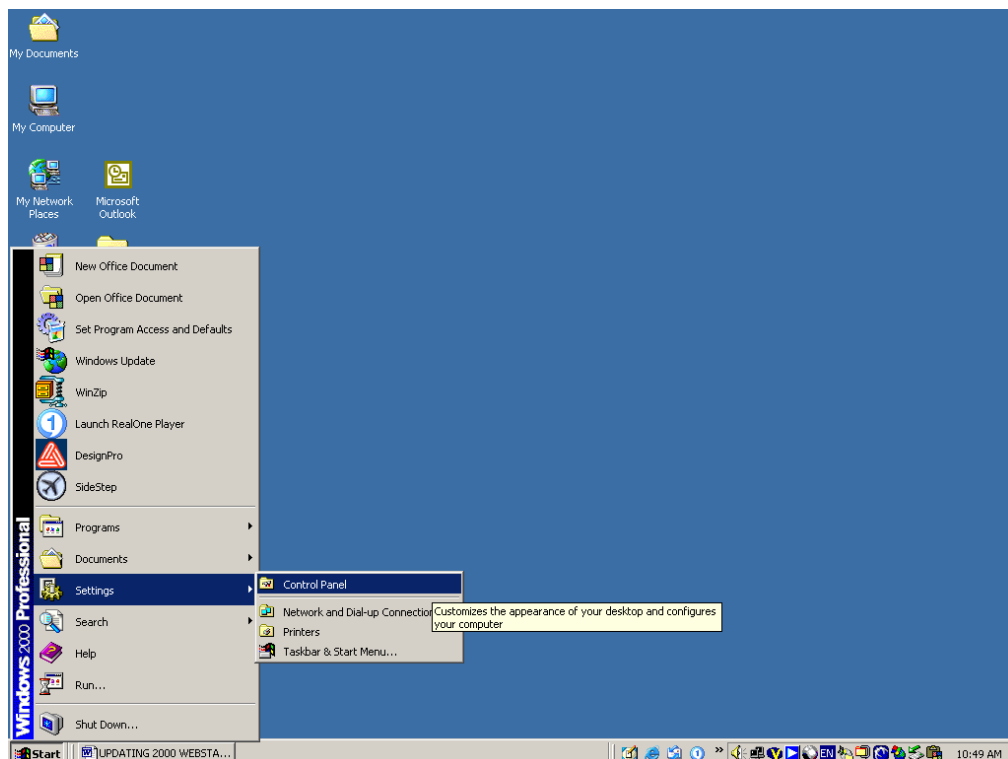 My Documents
My Computer
My Network
Places
Microsoft
Outlook
New Office Document
Open Office Document
Set Program Access and Defaults
Windows Update
WinZip
Launch RealOne Player
DesignPro
SideStep
Programs
Documents
Settings
Search
Help
Run...
Shut Down...
Windows 2000 Professional
Control Panel
Network and Dial-up Connection
Printers
Taskbar & Start Menu...
Customizes the appearance of your desktop and configures
your computer
Start
UPDATING 2000 WEBSTA...
EN
10:49 AM